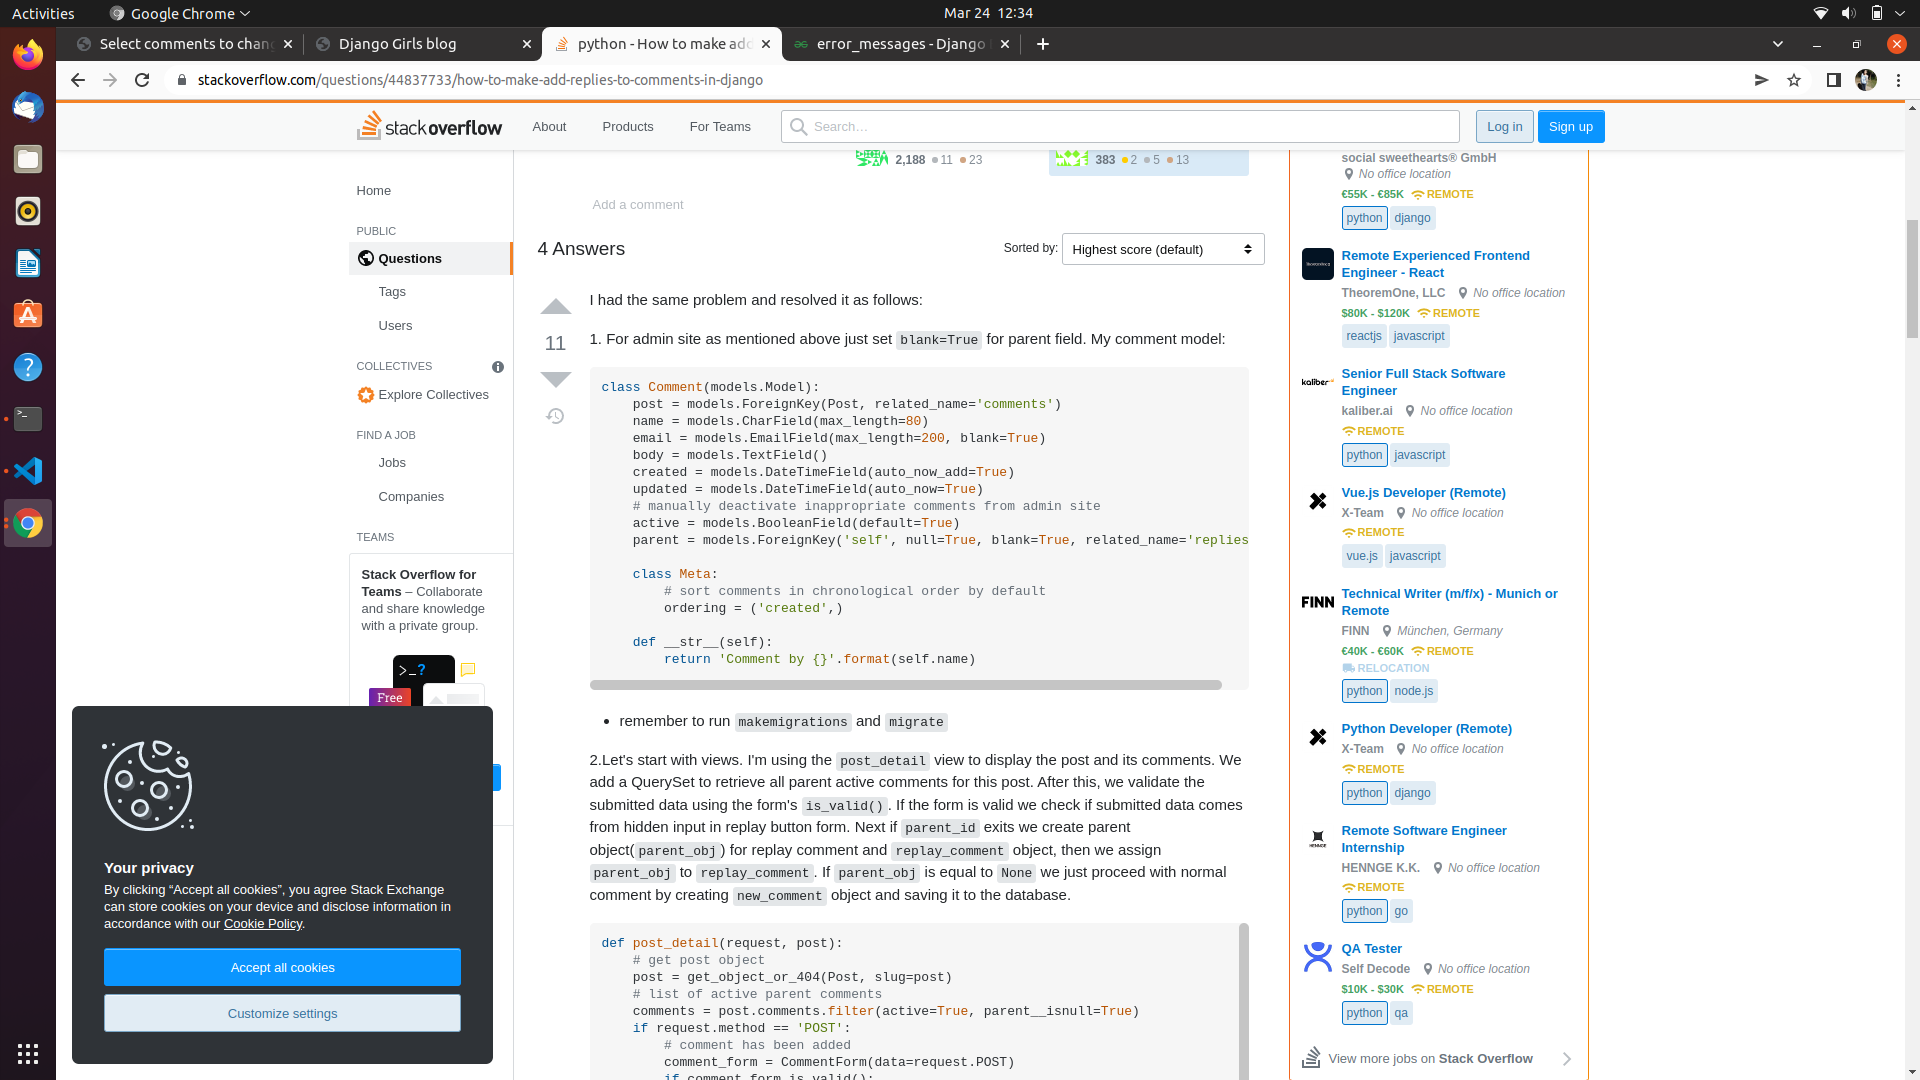 Activities
Google Chrome
Mar 24 12:34
Select comments to chang
Django Girls blog
python - How to make add
error_messages - Django
stackoverflow.com/questions/44837733/how-to-make-add-replies-to-comments-in-django
stackoverflow
About
Products
For Teams
Search…
Log in
Sign up
Home
PUBLIC
Questions
Tags
Users
COLLECTIVES
Explore Collectives
FIND A JOB
Jobs
Companies
TEAMS
Stack Overflow for
Teams – Collaborate
and share knowledge
with a private group.
>_?
Free
2,188 11 23
383 2 5 13
Add a comment
4 Answers
Sorted by:
Highest score (default)
11
I had the same problem and resolved it as follows:
1. For admin site as mentioned above just set blank=True for parent field. My comment model:
class Comment(models.Model):
post = models.ForeignKey(Post, related_name='comments')
name = models.CharField(max_length=80)
email = models.EmailField(max_length=200, blank=True)
body = models.TextField()
created = models.DateTimeField(auto_now_add=True)
updated = models.DateTimeField(auto_now=True)
# manually deactivate inappropriate comments from admin site
active = models.BooleanField(default=True)
parent = models.ForeignKey('self', null=True, blank=True, related_name='replies
class Meta:
# sort comments in chronological order by default
ordering = ('created',)
def __str__(self):
return 'Comment by {}'.format(self.name)
remember to run makemigrations and migrate
2.Let's start with views. I'm using the post_detail view to display the post and its comments. We
add a QuerySet to retrieve all parent active comments for this post. After this, we validate the
submitted data using the form's is_valid() . If the form is valid we check if submitted data comes
from hidden input in replay button form. Next if parent_id exits we create parent
object( parent_obj ) for replay comment and replay_comment object, then we assign
parent_obj to replay_comment . If parent_obj is equal to None we just proceed with normal
comment by creating new_comment object and saving it to the database.
def post_detail(request, post):
# get post object
post = get_object_or_404(Post, slug=post)
# list of active parent comments
comments = post.comments.filter(active=True, parent__isnull=True)
if request.method == 'POST':
# comment has been added
comment_form = CommentForm(data=request.POST)
if comment_form.is_valid():
social sweethearts® GmbH
No office location
€55K - €85K REMOTE
python django
Remote Experienced Frontend
Engineer - React
TheoremOne, LLC No office location
$80K - $120K REMOTE
reactjs javascript
kaliber
Senior Full Stack Software
Engineer
kaliber.ai No office location
REMOTE
python javascript
Vue.js Developer (Remote)
X-Team No office location
REMOTE
vue.js javascript
FINN
Technical Writer (m/f/x) - Munich or
Remote
FINN München, Germany
€40K - €60K REMOTE
RELOCATION
python node.js
Python Developer (Remote)
X-Team No office location
REMOTE
python django
HENNGE
Remote Software Engineer
Internship
HENNGE K.K. No office location
REMOTE
python go
QA Tester
Self Decode No office location
$10K - $30K REMOTE
python qa
View more jobs on Stack Overflow
Your privacy
By clicking “Accept all cookies”, you agree Stack Exchange
can store cookies on your device and disclose information in
accordance with our Cookie Policy.
Accept all cookies
Customize settings